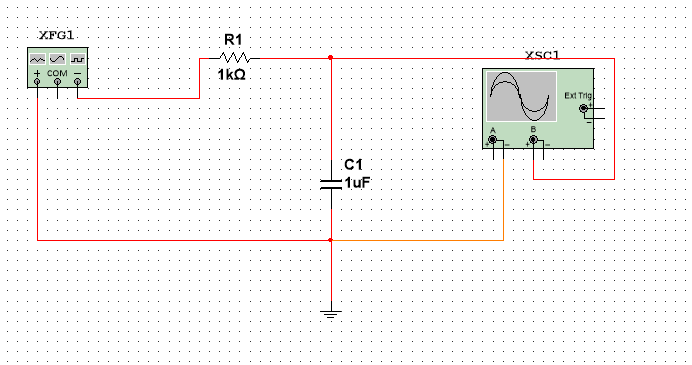 XFG1
+ COM −
R1
1kΩ
XSC1
Ext Trig
+
−
A
B
+ − + −
C1
1uF